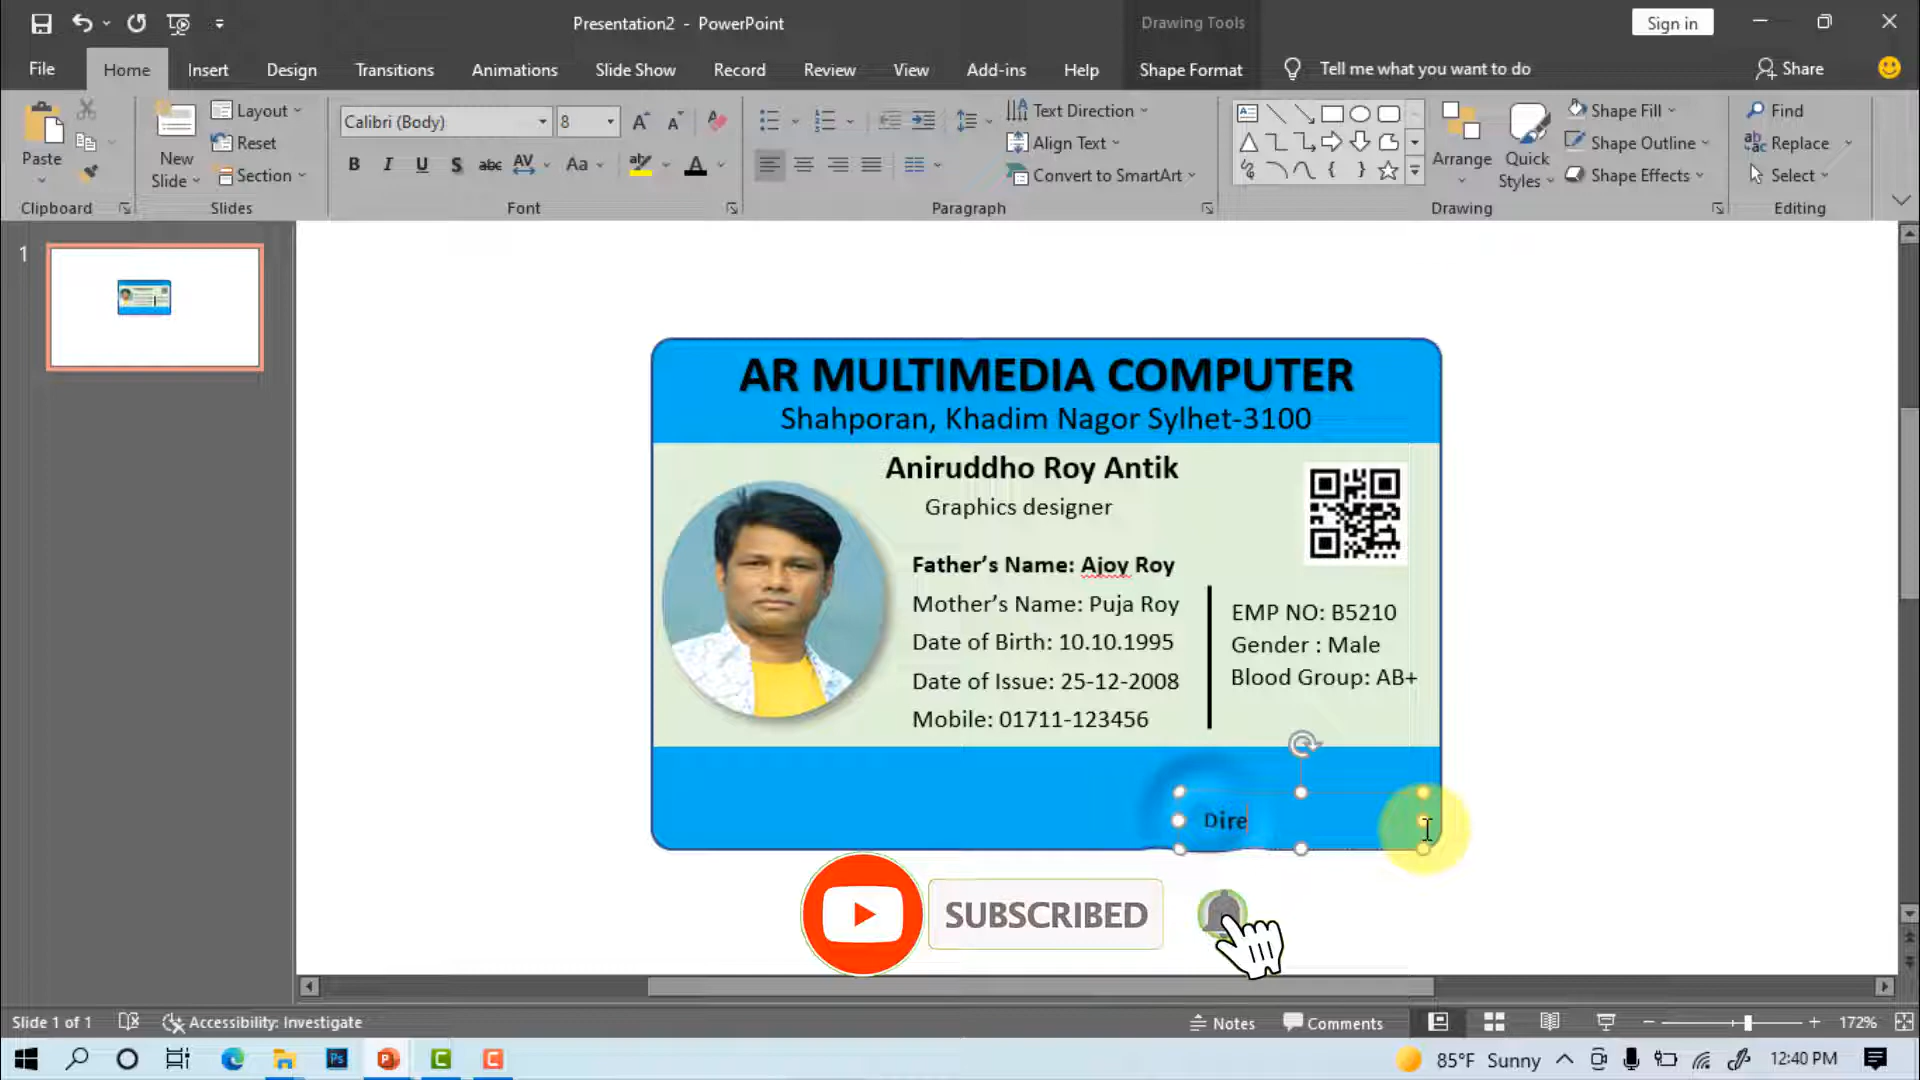 Presentation2 - PowerPoint
Drawing Tools
Sign in
File
Home
Insert
Design
Transitions
Animations
Slide Show
Record
Review
View
Add-ins
Help
Shape Format
Tell me what you want to do
Share
Paste
New
Slide
Layout
Reset
Section
Calibri (Body)
8
Text Direction
Align Text
Convert to SmartArt
Arrange
Quick
Styles
Shape Fill
Shape Outline
Shape Effects
Find
Replace
Select
Clipboard
Slides
Font
Paragraph
Drawing
Editing
1
AR MULTIMEDIA COMPUTER
Shahporan, Khadim Nagor Sylhet-3100
Aniruddho Roy Antik
Graphics designer
Father’s Name: Ajoy Roy
Mother’s Name: Puja Roy
Date of Birth: 10.10.1995
Date of Issue: 25-12-2008
Mobile: 01711-123456
EMP NO: B5210
Gender : Male
Blood Group: AB+
Dire
SUBSCRIBED
Slide 1 of 1
Accessibility: Investigate
Notes
Comments
172%
85°F Sunny
12:40 PM